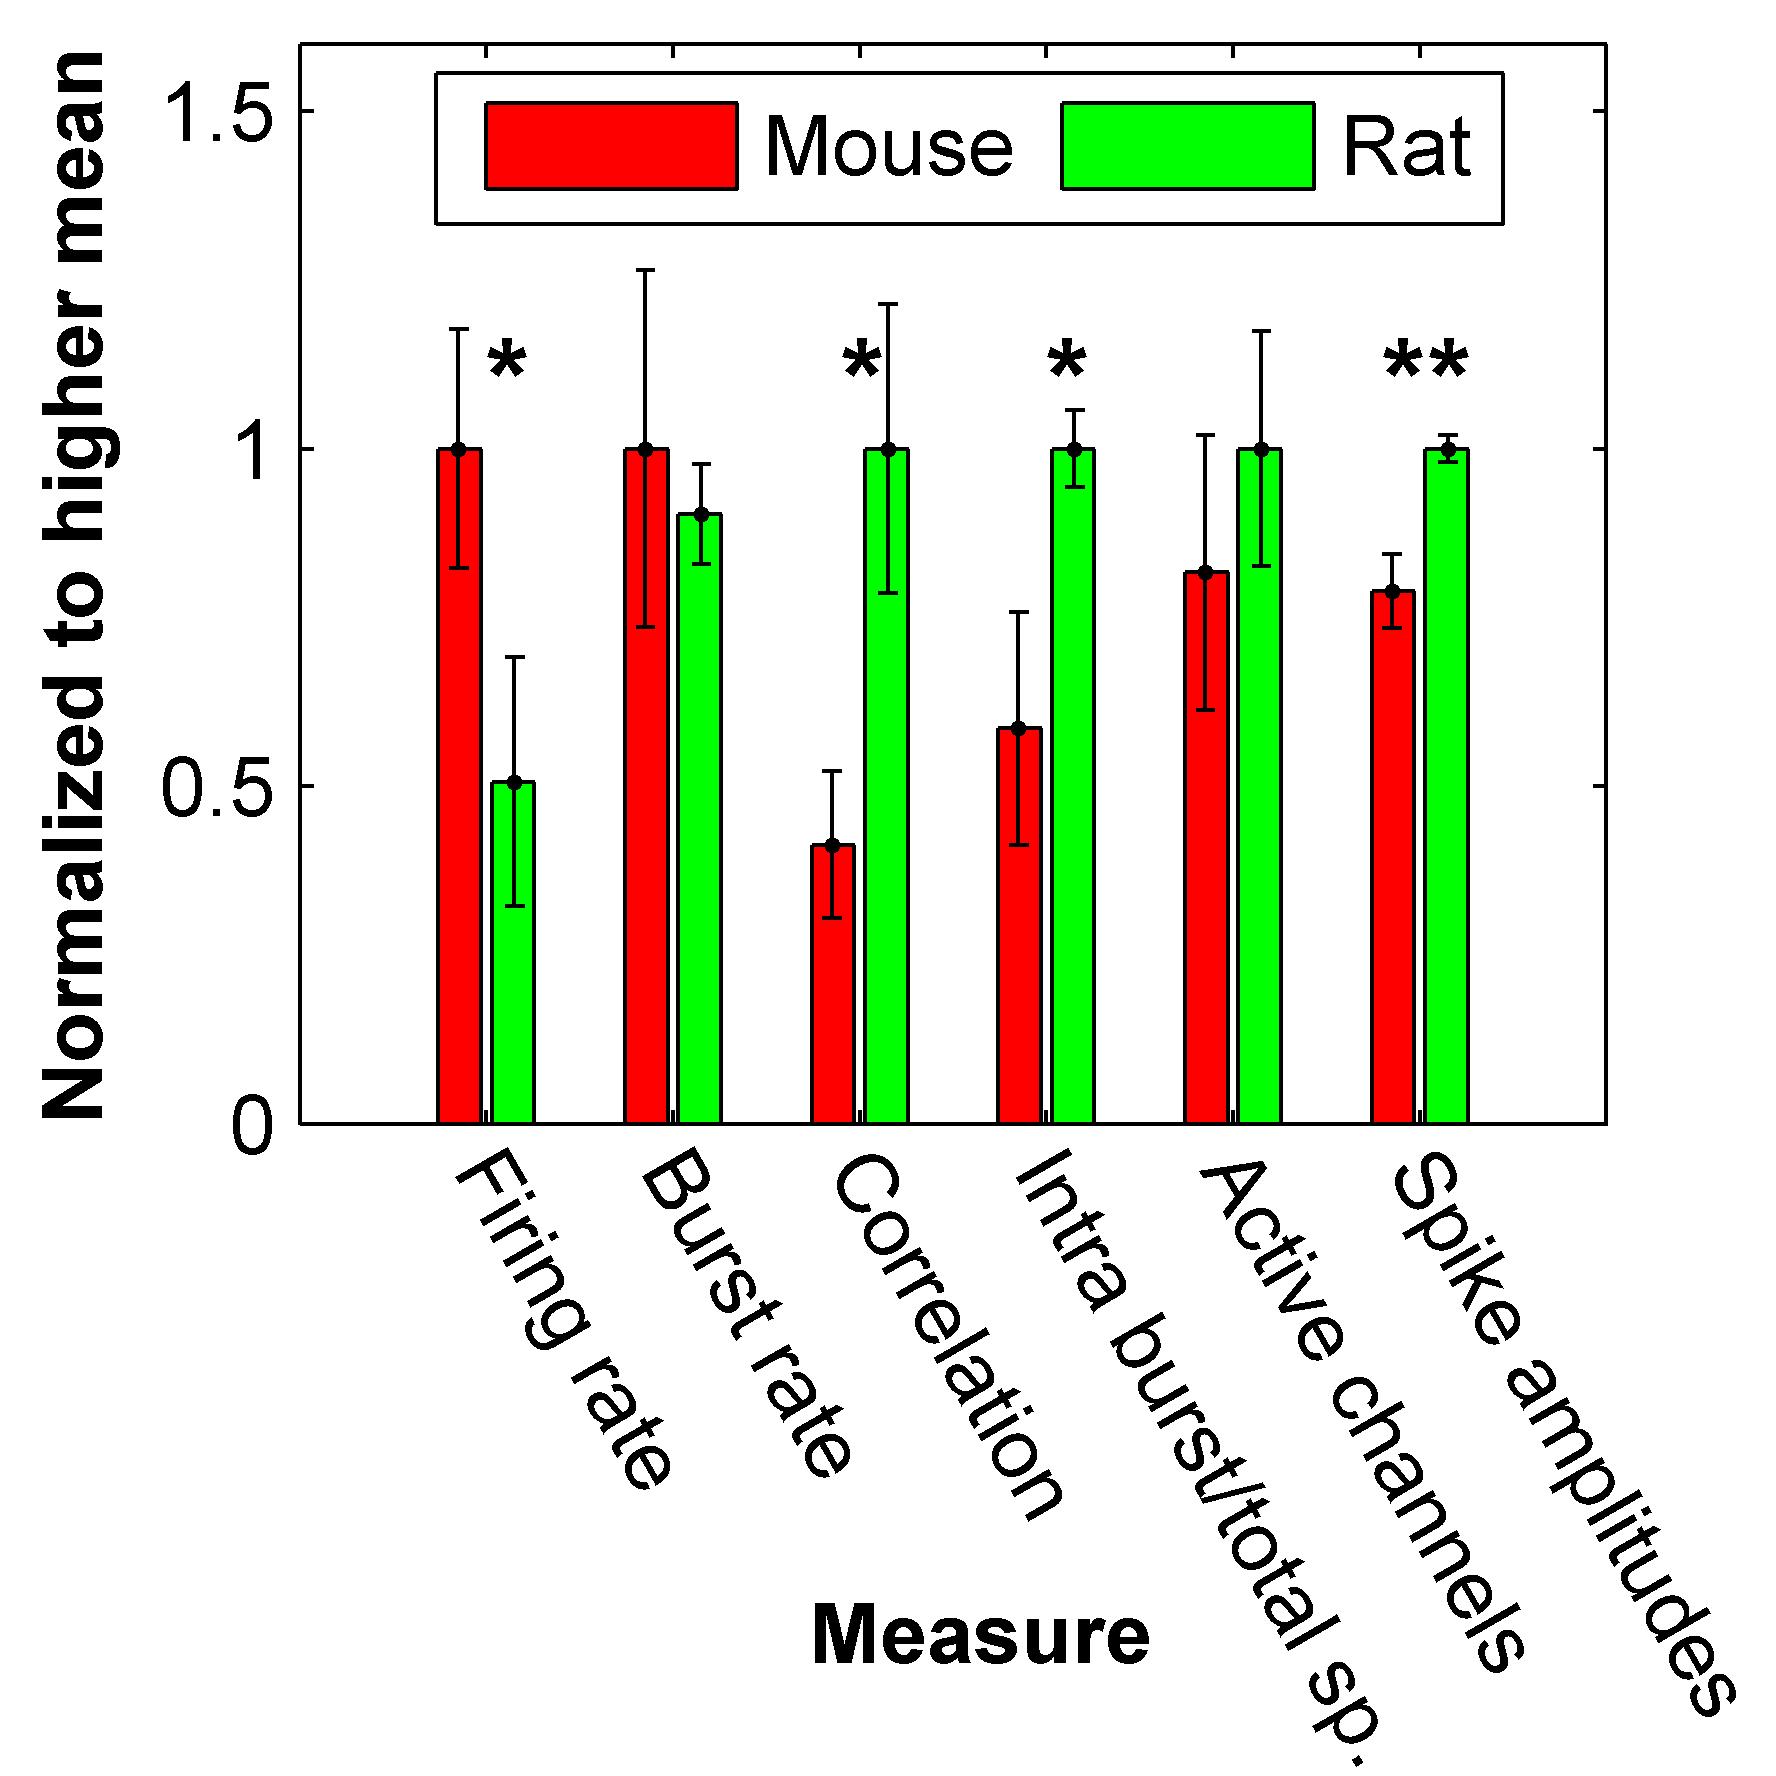 Normalized to higher mean
1.5
1
0.5
0
Mouse Rat
* * * **
Firing rate
Burst rate
Correlation
Intra burst/total sp.
Active channels
Spike amplitudes
Measure